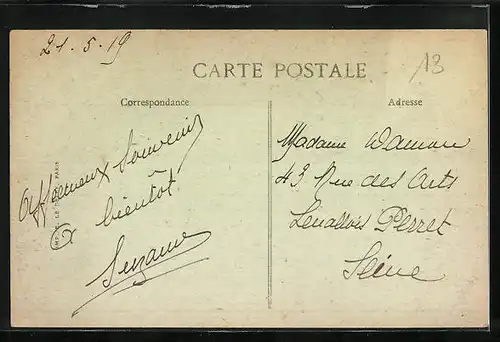 21.5.19
13
CARTE POSTALE
Correspondance
Adresse
Affectueux Souvenir
a bientôt
Suzanne
Madame
43 Rue des Arts
Levallois Perret
Seine
PARIS